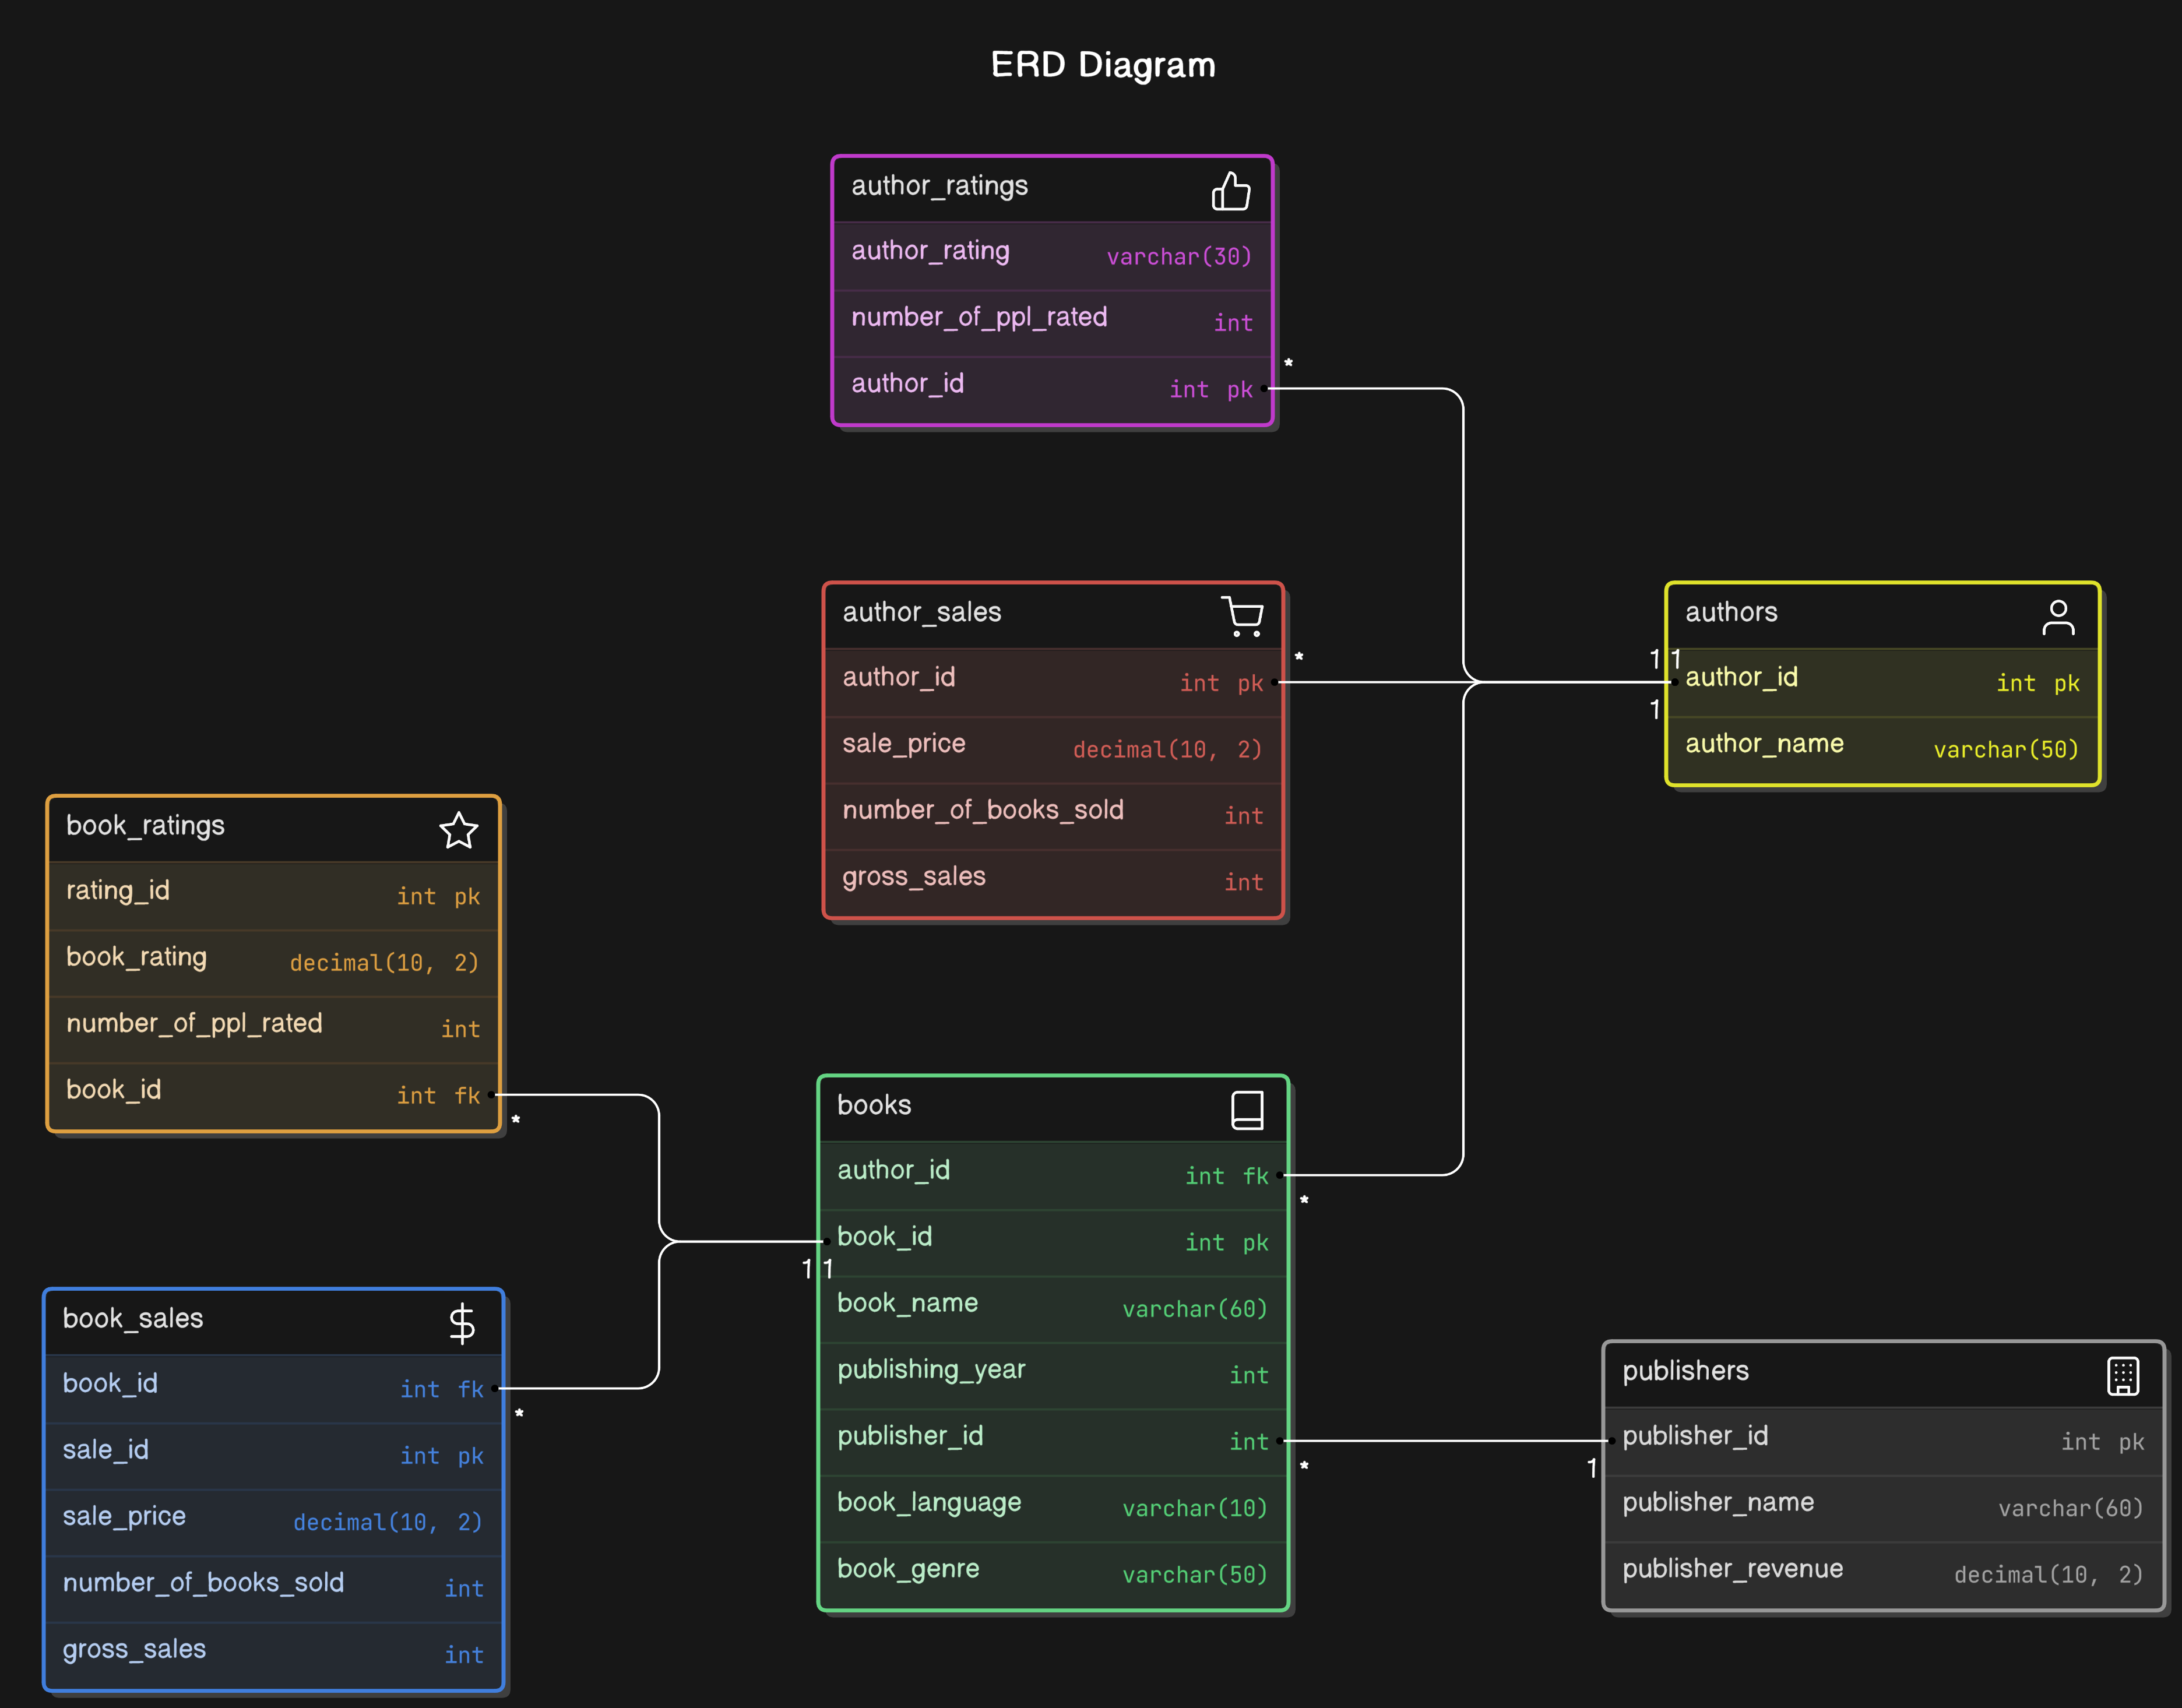 ERD Diagram
author_ratings
author_rating varchar(30)
number_of_ppl_rated int
author_id int pk
*
author_sales
author_id int pk
*
sale_price decimal(10, 2)
number_of_books_sold int
gross_sales int
authors
1 1
author_id int pk
1
author_name varchar(50)
book_ratings
rating_id int pk
book_rating decimal(10, 2)
number_of_ppl_rated int
book_id int fk
*
book_sales
book_id int fk
*
sale_id int pk
sale_price decimal(10, 2)
number_of_books_sold int
gross_sales int
books
author_id int fk
*
book_id int pk
1 1
book_name varchar(60)
publishing_year int
publisher_id int
*
book_language varchar(10)
book_genre varchar(50)
publishers
publisher_id int pk
1
publisher_name varchar(60)
publisher_revenue decimal(10, 2)